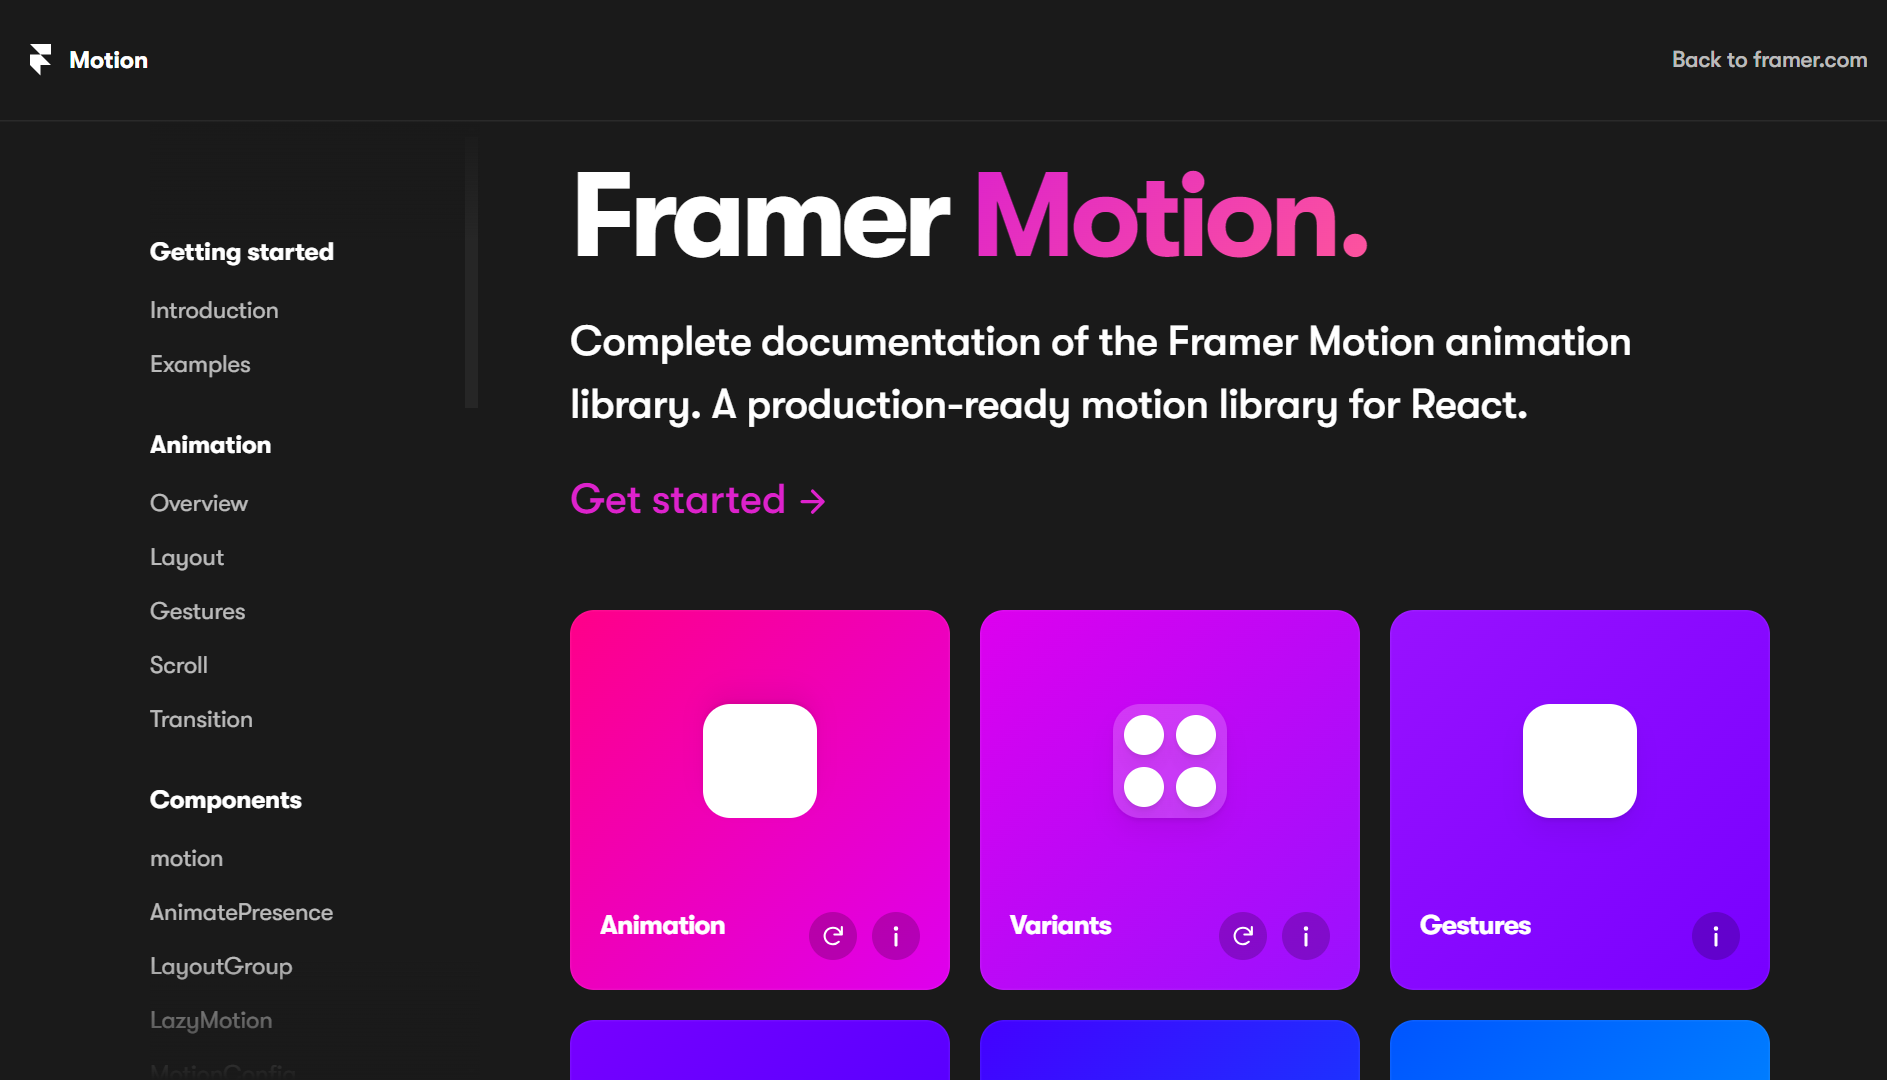 Motion
Back to framer.com
Getting started
Introduction
Examples
Animation
Overview
Layout
Gestures
Scroll
Transition
Components
motion
AnimatePresence
LayoutGroup
LazyMotion
MotionConfig
Framer Motion.
Complete documentation of the Framer Motion animation
library. A production-ready motion library for React.
Get started →
Animation
Variants
Gestures